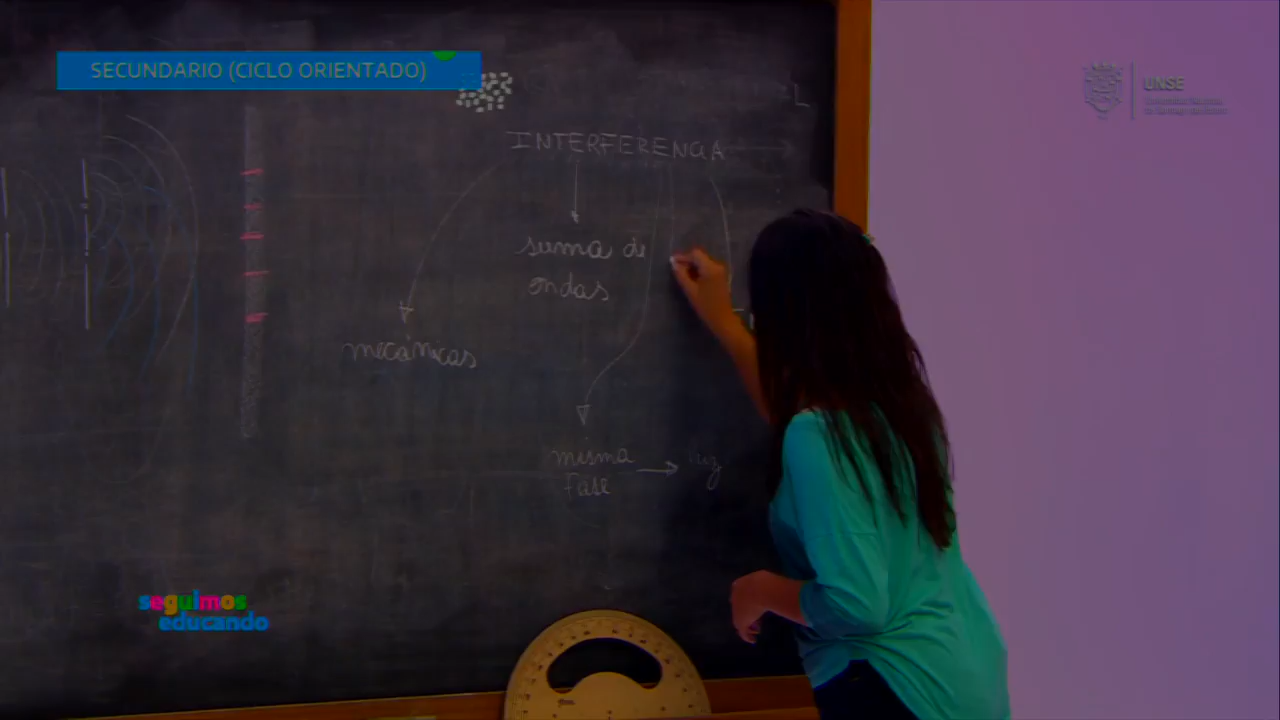 SECUNDARIO (CICLO ORIENTADO)
UNSE
INTERFERENCIA
suma de
ondas
mecánicas
misma
Fase
luz
seguimos
educando